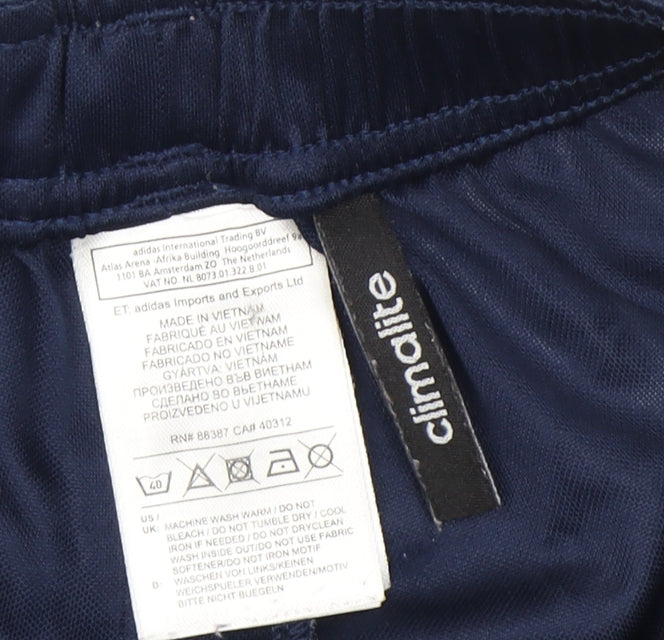 adidas International Trading BV
Atlas Arena -Afrika Building Hoogoorddreef 9a
1101 BA Amsterdam ZO The Netherlands
VAT NO. NL 8073.01.322.B.01
ET: adidas Imports and Exports Ltd
MADE IN VIETNAM
FABRIQUÉ AU VIETNAM
FABRICADO EN VIETNAM
FABRICADO NO VIETNAME
GYÁRTVA: VIETNÁM
ПРОИЗВЕДЕНО ВЪВ ВИЕТНАМ
СДЕЛАНО ВО ВЬЕТНАМЕ
PROIZVEDENO U VIJETNAMU
RN# 88387 CA# 40312
40
US /
UK: MACHINE WASH WARM / DO NOT
BLEACH / DO NOT TUMBLE DRY / COOL
IRON IF NEEDED / DO NOT DRYCLEAN
WASH INSIDE OUT/DO NOT USE FABRIC
SOFTENER/DO NOT IRON MOTIF
D: WASCHEN VON LINKS/KEINEN
WEICHSPUELER VERWENDEN/MOTIV
BITTE NICHT BUEGELN
climalite